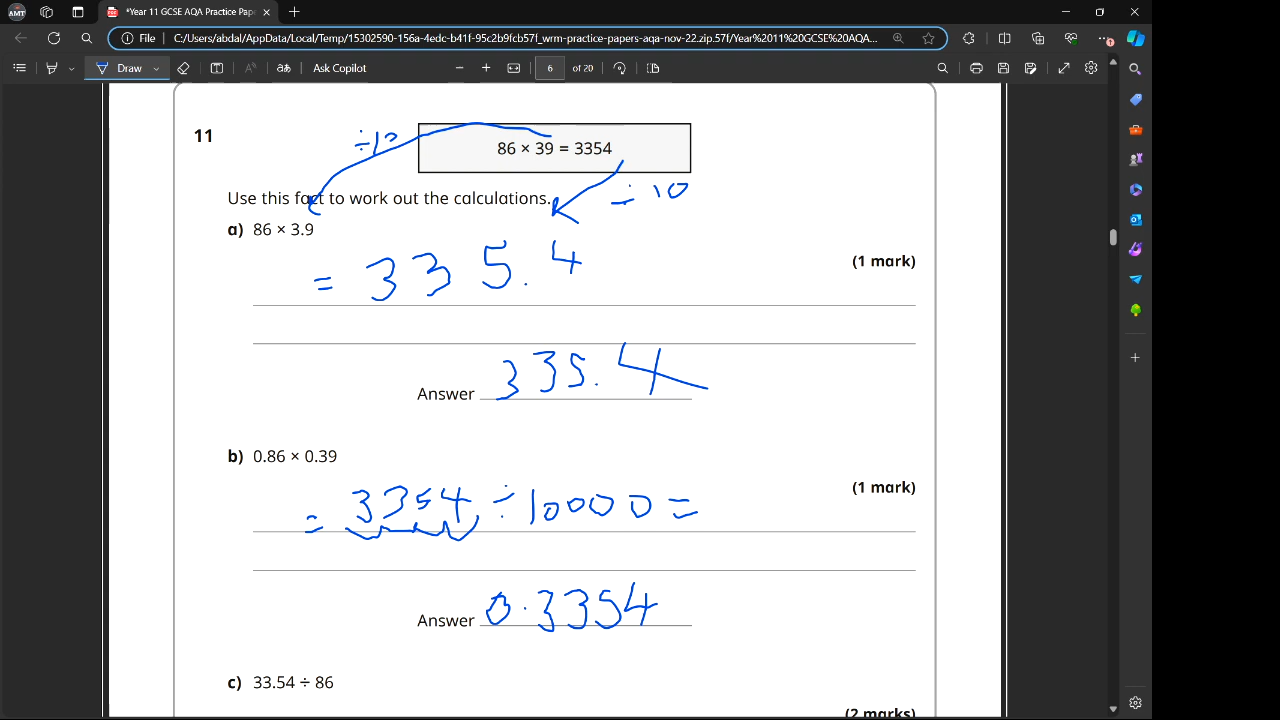 AMT
*Year 11 GCSE AQA Practice Pape
File
C:/Users/abdal/AppData/Local/Temp/15302590-156a-4edc-b41f-95c2b9fcb57f_wrm-practice-papers-aqa-nov-22.zip.57f/Year%2011%20GCSE%20AQA...
Draw
Ask Copilot
6 of 20
11
÷10
86 × 39 = 3354
Use this fact to work out the calculations.
÷ 10
a) 86 × 3.9
(1 mark)
= 335.4
Answer 335.4
b) 0.86 × 0.39
(1 mark)
= 3354 ÷ 10000 =
Answer 0.3354
c) 33.54 ÷ 86
(2 marks)